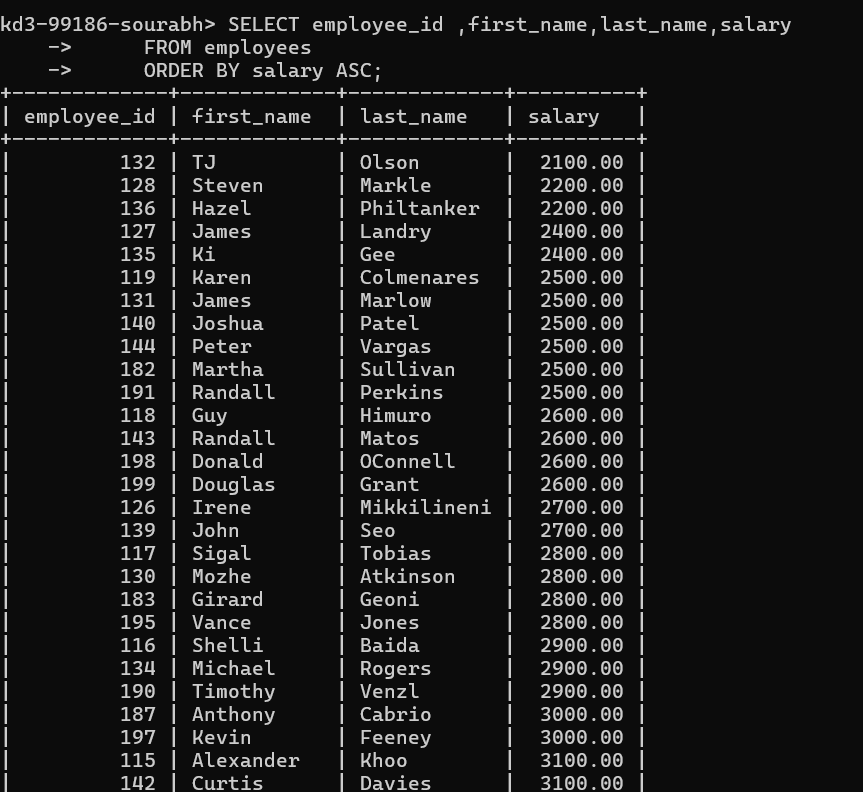 kd3-99186-sourabh> SELECT employee_id ,first_name,last_name,salary
    ->      FROM employees
    ->      ORDER BY salary ASC;
+-------------+-------------+-------------+----------+
| employee_id | first_name  | last_name   | salary   |
+-------------+-------------+-------------+----------+
|         132 | TJ          | Olson       |  2100.00 |
|         128 | Steven      | Markle      |  2200.00 |
|         136 | Hazel       | Philtanker  |  2200.00 |
|         127 | James       | Landry      |  2400.00 |
|         135 | Ki          | Gee         |  2400.00 |
|         119 | Karen       | Colmenares  |  2500.00 |
|         131 | James       | Marlow      |  2500.00 |
|         140 | Joshua      | Patel       |  2500.00 |
|         144 | Peter       | Vargas      |  2500.00 |
|         182 | Martha      | Sullivan    |  2500.00 |
|         191 | Randall     | Perkins     |  2500.00 |
|         118 | Guy         | Himuro      |  2600.00 |
|         143 | Randall     | Matos       |  2600.00 |
|         198 | Donald      | OConnell    |  2600.00 |
|         199 | Douglas     | Grant       |  2600.00 |
|         126 | Irene       | Mikkilineni |  2700.00 |
|         139 | John        | Seo         |  2700.00 |
|         117 | Sigal       | Tobias      |  2800.00 |
|         130 | Mozhe       | Atkinson    |  2800.00 |
|         183 | Girard      | Geoni       |  2800.00 |
|         195 | Vance       | Jones       |  2800.00 |
|         116 | Shelli      | Baida       |  2900.00 |
|         134 | Michael     | Rogers      |  2900.00 |
|         190 | Timothy     | Venzl       |  2900.00 |
|         187 | Anthony     | Cabrio      |  3000.00 |
|         197 | Kevin       | Feeney      |  3000.00 |
|         115 | Alexander   | Khoo        |  3100.00 |
|         142 | Curtis      | Davies      |  3100.00 |